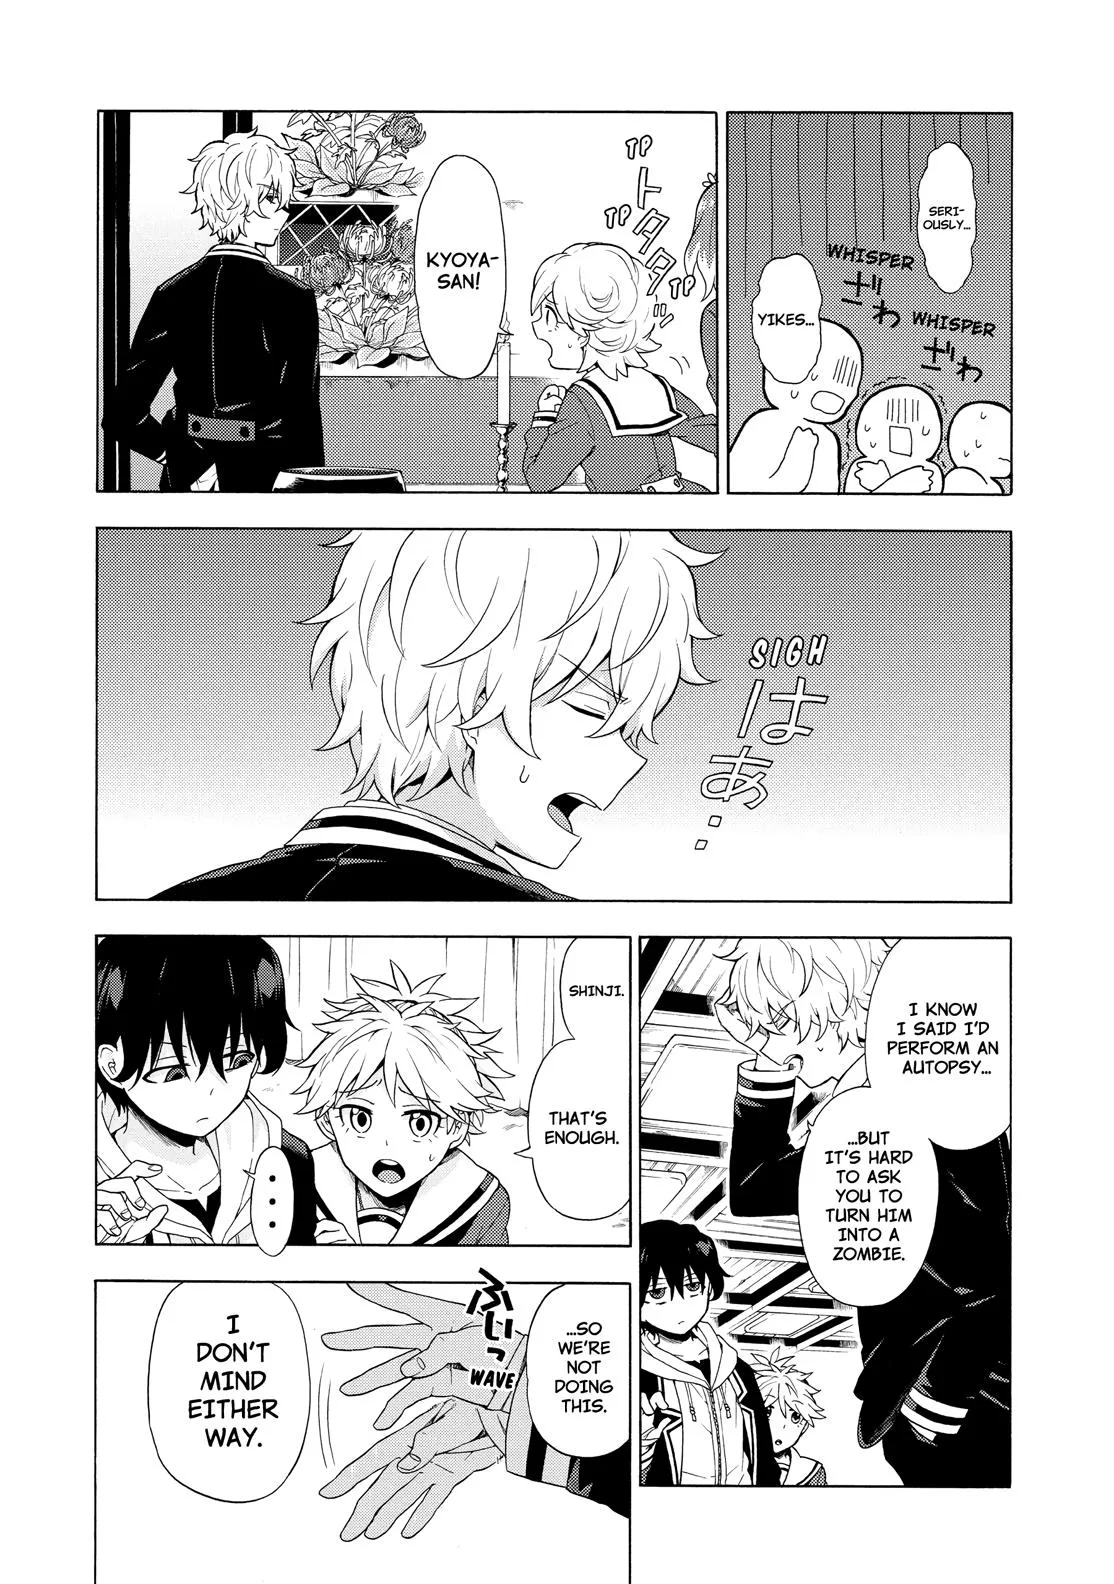 SERI-
OUSLY...
WHISPER
ざわ
YIKES...
WHISPER
ざわ
TP
トタタタ
TP
TP
KYOYA-
SAN!
SIGH
はあ...
I KNOW
I SAID I'D
PERFORM AN
AUTOPSY...
...BUT
IT'S HARD
TO ASK
YOU TO
TURN HIM
INTO A
ZOMBIE.
SHINJI.
THAT'S
ENOUGH.
...
...SO
WE'RE
NOT
DOING
THIS.
ふいっ
WAVE
I
DON'T
MIND
EITHER
WAY.